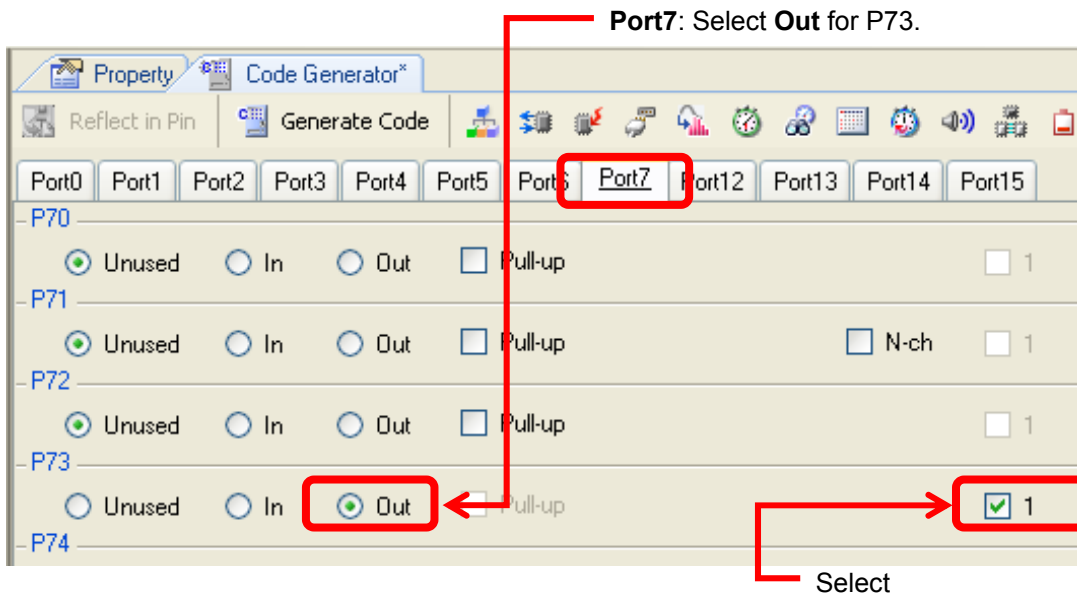 Port7: Select Out for P73.
Property Code Generator*
Reflect in Pin Generate Code
Port0 Port1 Port2 Port3 Port4 Port5 Port6 Port7 Port12 Port13 Port14 Port15
P70
Unused In Out Pull-up 1
P71
Unused In Out Pull-up N-ch 1
P72
Unused In Out Pull-up 1
P73
Unused In Out Pull-up 1
P74
Select